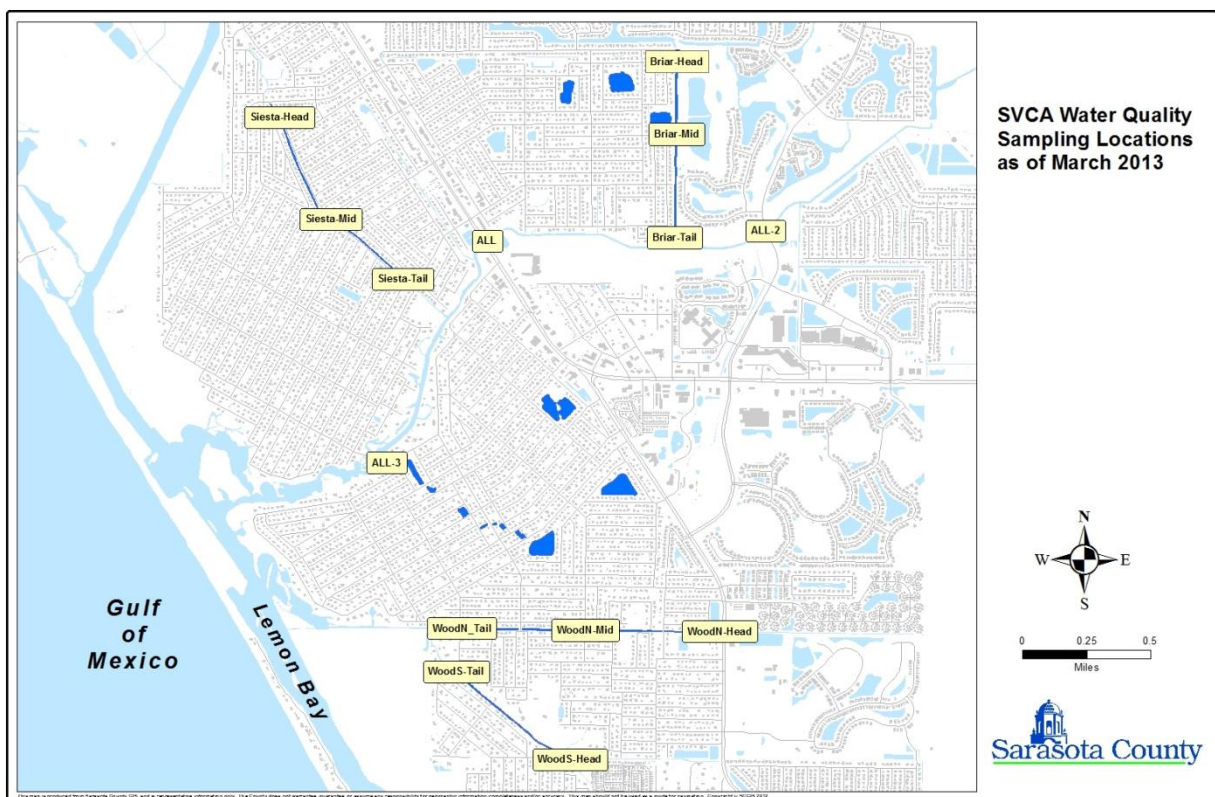 SVCA Water Quality
Sampling Locations
as of March 2013
Briar-Head
Siesta-Head
Briar-Mid
Siesta-Mid
ALL
Briar-Tail
ALL-2
Siesta-Tail
ALL-3
N
W
E
S
Gulf
of
Mexico
Lemon Bay
WoodN_Tail
WoodN-Mid
WoodN-Head
WoodS-Tail
WoodS-Head
0
0.25
0.5
Miles
Sarasota County